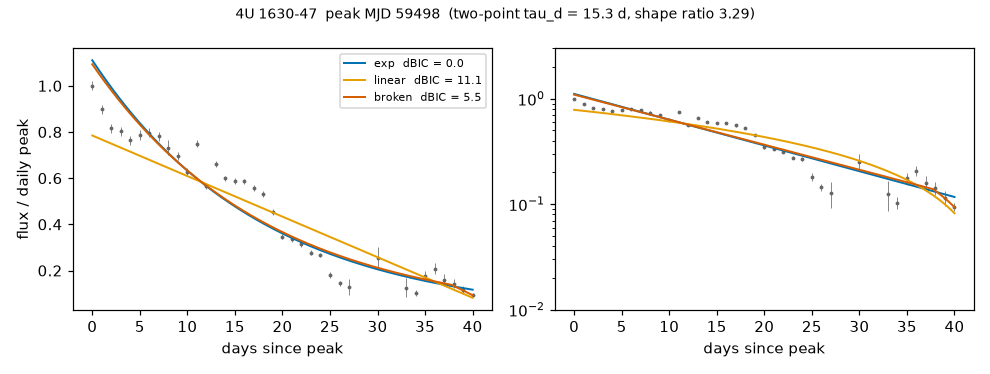 4U 1630-47  peak MJD 59498  (two-point tau_d = 15.3 d, shape ratio 3.29)
flux / daily peak
1.0
0.8
0.6
0.4
0.2
exp  dBIC = 0.0
linear  dBIC = 11.1
broken  dBIC = 5.5
0 5 10 15 20 25 30 35 40
days since peak
10⁰
10⁻¹
10⁻²
0 5 10 15 20 25 30 35 40
days since peak